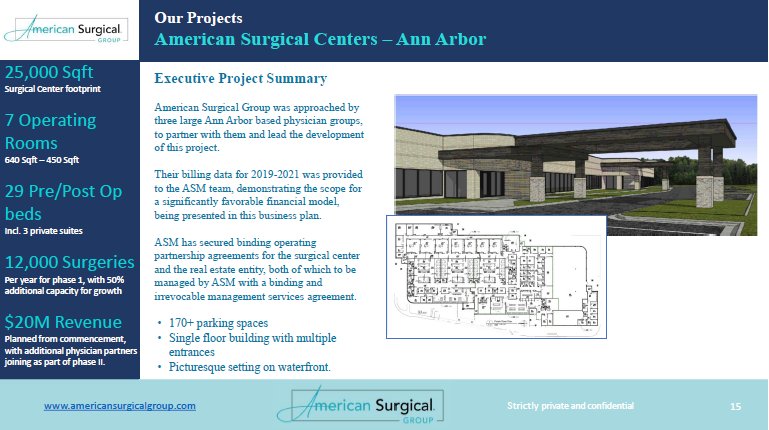 American Surgical
GROUP
Our Projects
American Surgical Centers – Ann Arbor
25,000 Sqft
Surgical Center footprint
7 Operating
Rooms
640 Sqft – 450 Sqft
29 Pre/Post Op
beds
Incl. 3 private suites
12,000 Surgeries
Per year for phase 1, with 50%
additional capacity for growth
$20M Revenue
Planned from commencement,
with additional physician partners
joining as part of phase II.
Executive Project Summary
American Surgical Group was approached by
three large Ann Arbor based physician groups,
to partner with them and lead the development
of this project.
Their billing data for 2019-2021 was provided
to the ASM team, demonstrating the scope for
a significantly favorable financial model,
being presented in this business plan.
ASM has secured binding operating
partnership agreements for the surgical center
and the real estate entity, both of which to be
managed by ASM with a binding and
irrevocable management services agreement.
• 170+ parking spaces
• Single floor building with multiple
entrances
• Picturesque setting on waterfront.
www.americansurgicalgroup.com
American Surgical
GROUP
Strictly private and confidential
15